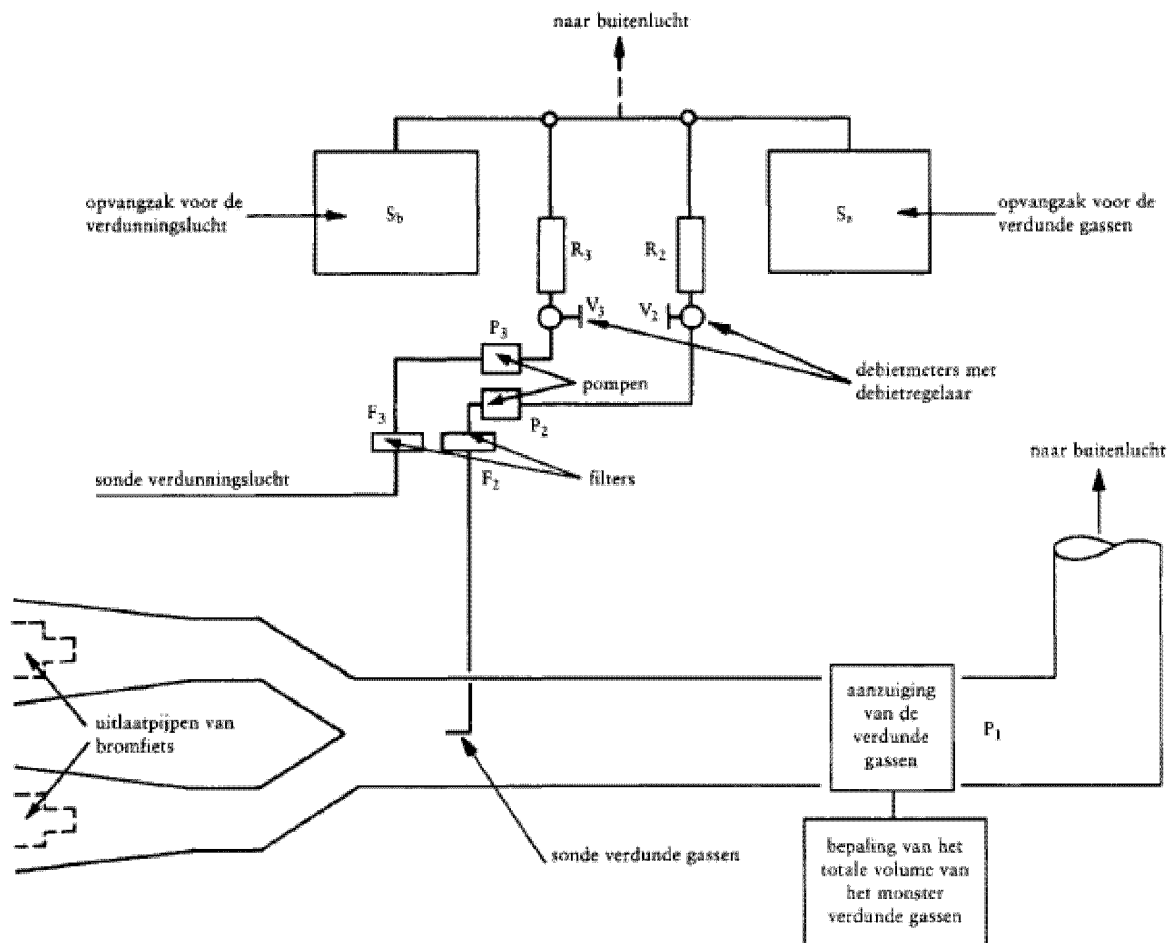 naar buitenlucht
opvangzak voor de
verdunningslucht
S_b
S_a
opvangzak voor de
verdunde gassen
R_3
R_2
V_3
V_2
P_3
debietmeters met
debietregelaar
pompen
P_2
F_3
F_2
filters
sonde verdunningslucht
naar buitenlucht
uitlaatpijpen van
bromfiets
aanzuiging
van de
verdunde
gassen
P_1
sonde verdunde gassen
bepaling van het
totale volume van
het monster
verdunde gassen